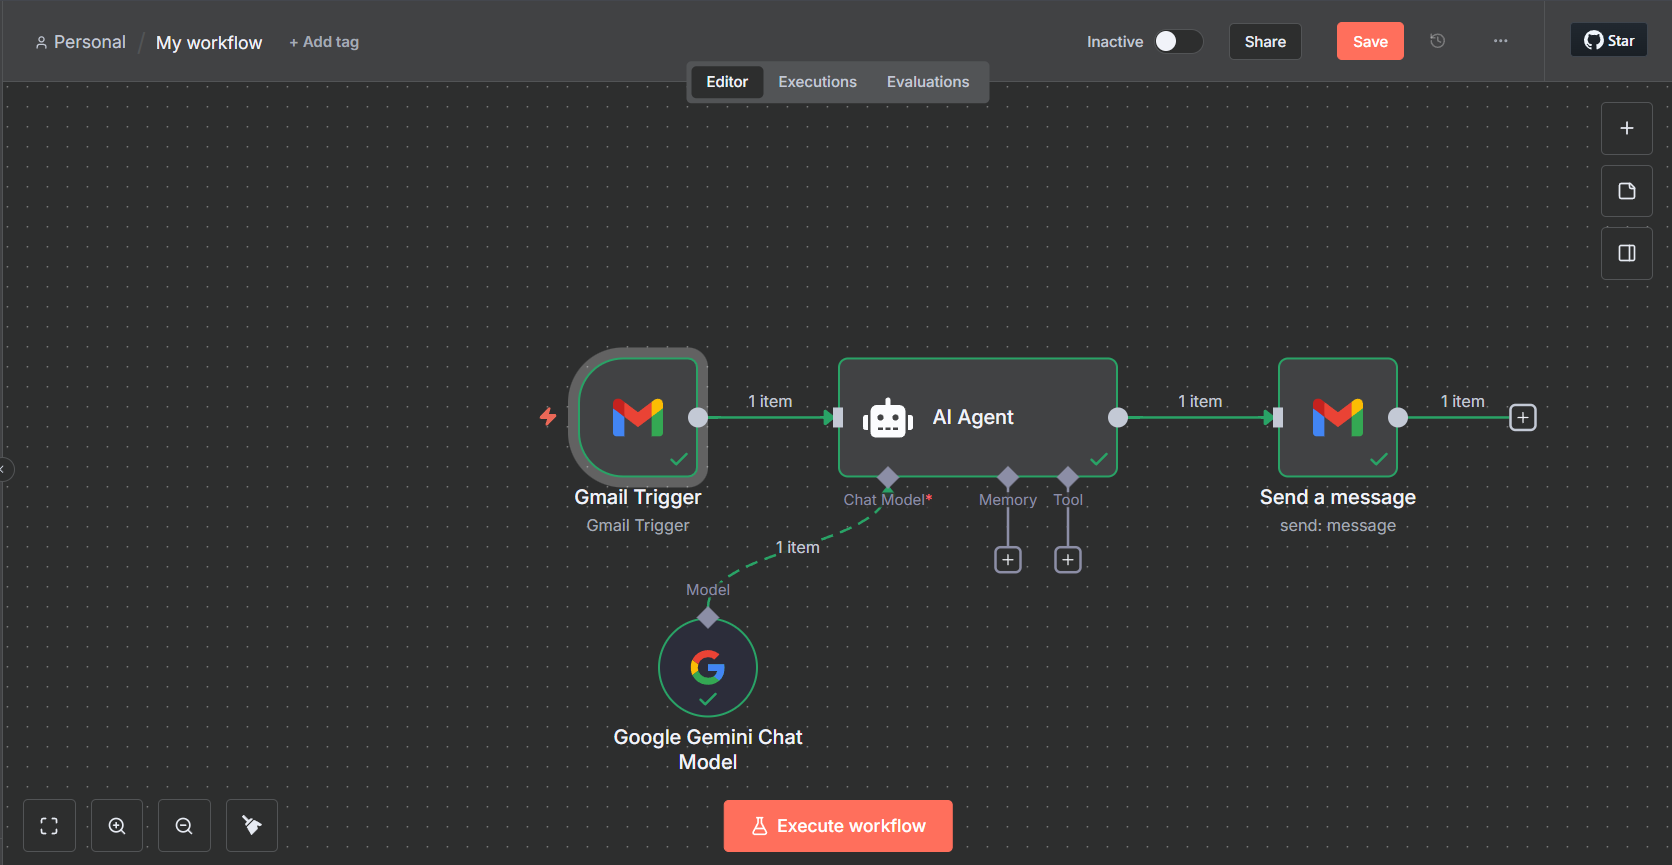 Personal / My workflow + Add tag
Inactive
Share
Save
Star
Editor Executions Evaluations
1 item
1 item
1 item
AI Agent
Chat Model*
Memory
Tool
Gmail Trigger
Gmail Trigger
Send a message
send: message
1 item
Model
Google Gemini Chat
Model
Execute workflow